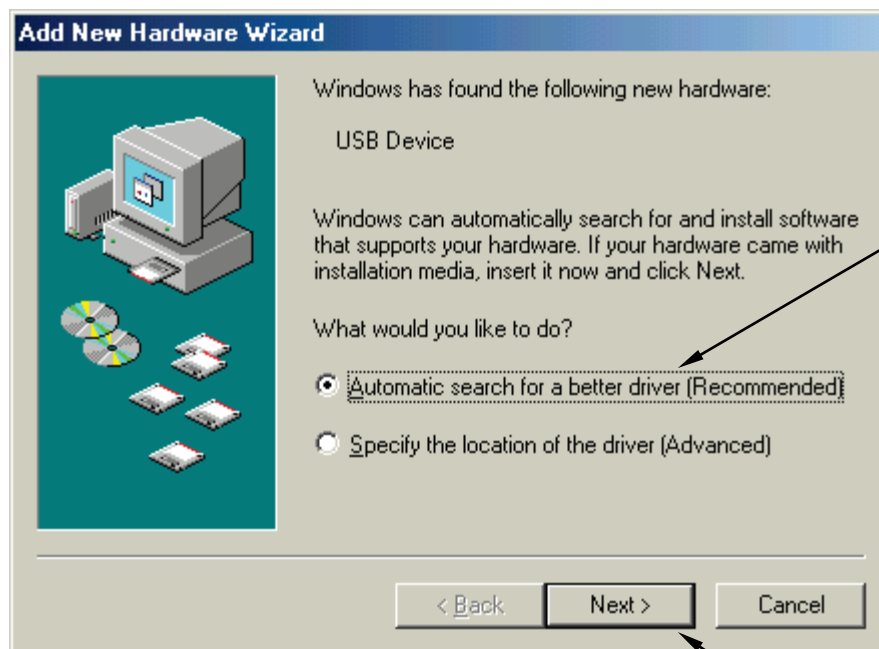 Add New Hardware Wizard
Windows has found the following new hardware:
USB Device
Windows can automatically search for and install software
that supports your hardware. If your hardware came with
installation media, insert it now and click Next.
What would you like to do?
Automatic search for a better driver (Recommended)
Specify the location of the driver (Advanced)
< Back
Next >
Cancel